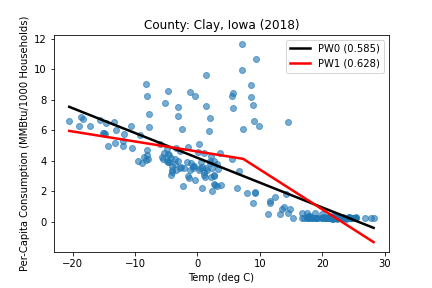 County: Clay, Iowa (2018)
Per-Capita Consumption (MMBtu/1000 Households)
12
10
8
6
4
2
0
PW0 (0.585)
PW1 (0.628)
−20 −10 0 10 20 30
Temp (deg C)